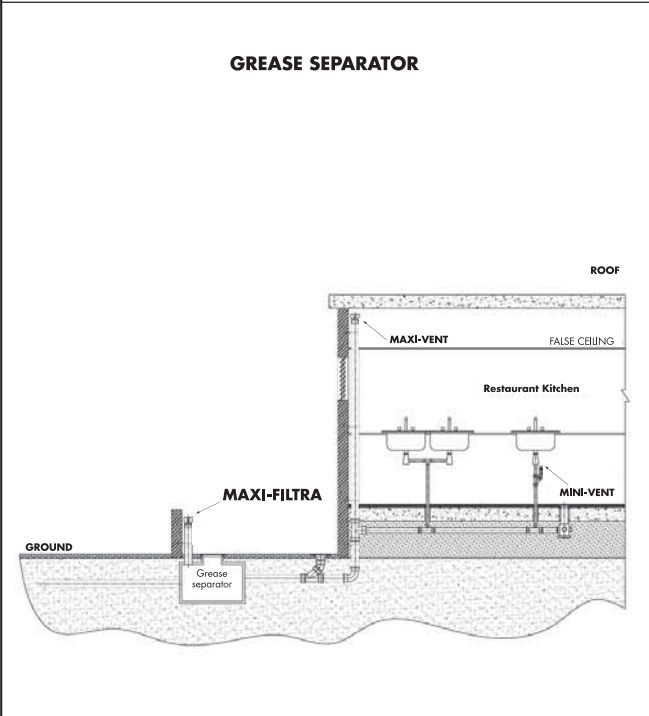 GREASE SEPARATOR
ROOF
MAXI-VENT
FALSE CEILING
Restaurant Kitchen
MINI-VENT
MAXI-FILTRA
GROUND
Grease
separator